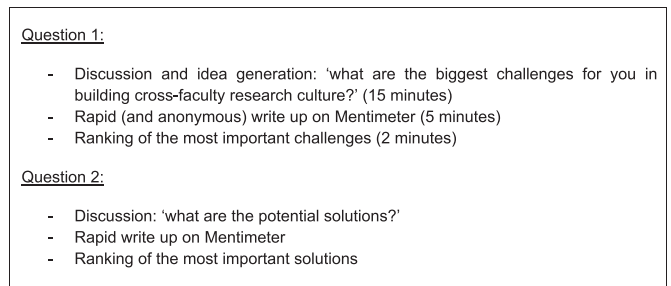 Question 1:
- Discussion and idea generation: ‘what are the biggest challenges for you in
building cross-faculty research culture?’ (15 minutes)
- Rapid (and anonymous) write up on Mentimeter (5 minutes)
- Ranking of the most important challenges (2 minutes)
Question 2:
- Discussion: ‘what are the potential solutions?’
- Rapid write up on Mentimeter
- Ranking of the most important solutions